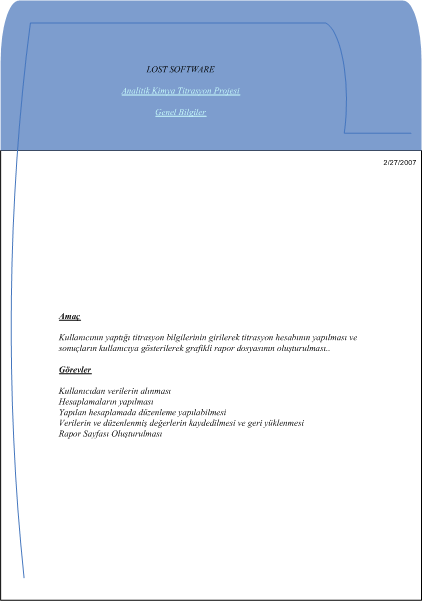 LOST SOFTWARE
Analitik Kimya Titrasyon Projesi
Genel Bilgiler
2/27/2007
Amaç
Kullanıcının yaptığı titrasyon bilgilerinin girilerek titrasyon hesabının yapılması ve
sonuçların kullanıcıya gösterilerek grafikli rapor dosyasının oluşturulması..
Görevler
Kullanıcıdan verilerin alınması
Hesaplamaların yapılması
Yapılan hesaplamada düzenleme yapılabilmesi
Verilerin ve düzenlenmiş değerlerin kaydedilmesi ve geri yüklenmesi
Rapor Sayfası Oluşturulması